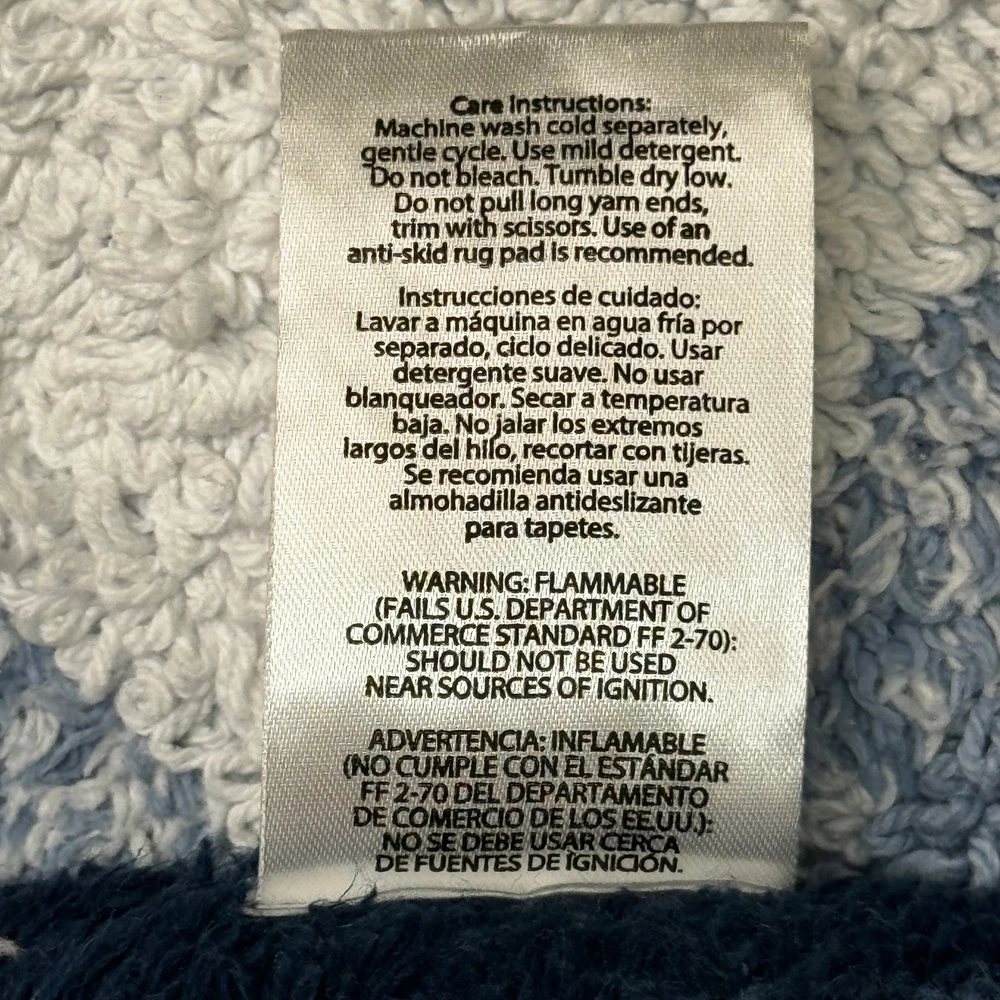 Care Instructions:
Machine wash cold separately,
gentle cycle. Use mild detergent.
Do not bleach. Tumble dry low.
Do not pull long yarn ends,
trim with scissors. Use of an
anti-skid rug pad is recommended.
Instrucciones de cuidado:
Lavar a máquina en agua fría por
separado, ciclo delicado. Usar
detergente suave. No usar
blanqueador. Secar a temperatura
baja. No jalar los extremos
largos del hilo, recortar con tijeras.
Se recomienda usar una
almohadilla antideslizante
para tapetes.
WARNING: FLAMMABLE
(FAILS U.S. DEPARTMENT OF
COMMERCE STANDARD FF 2-70):
SHOULD NOT BE USED
NEAR SOURCES OF IGNITION.
ADVERTENCIA: INFLAMABLE
(NO CUMPLE CON EL ESTÁNDAR
FF 2-70 DEL DEPARTAMENTO
DE COMERCIO DE LOS EE.UU.):
NO SE DEBE USAR CERCA
DE FUENTES DE IGNICIÓN.